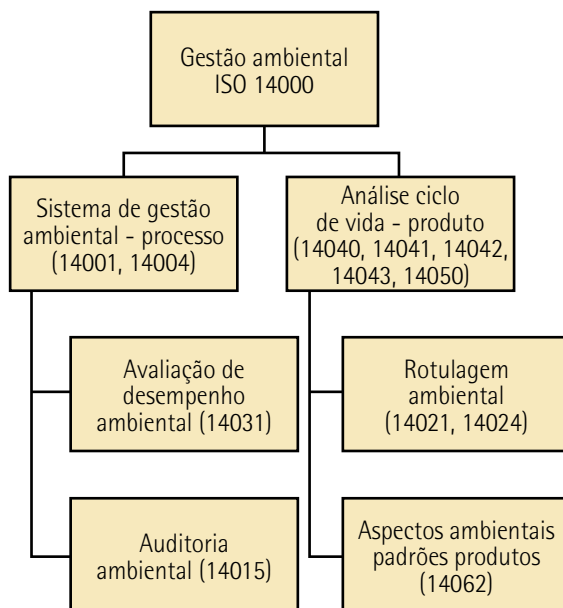 Gestão ambiental
ISO 14000
Sistema de gestão
ambiental - processo
(14001, 14004)
Análise ciclo
de vida - produto
(14040, 14041, 14042,
14043, 14050)
Avaliação de
desempenho
ambiental (14031)
Rotulagem
ambiental
(14021, 14024)
Auditoria
ambiental (14015)
Aspectos ambientais
padrões produtos
(14062)